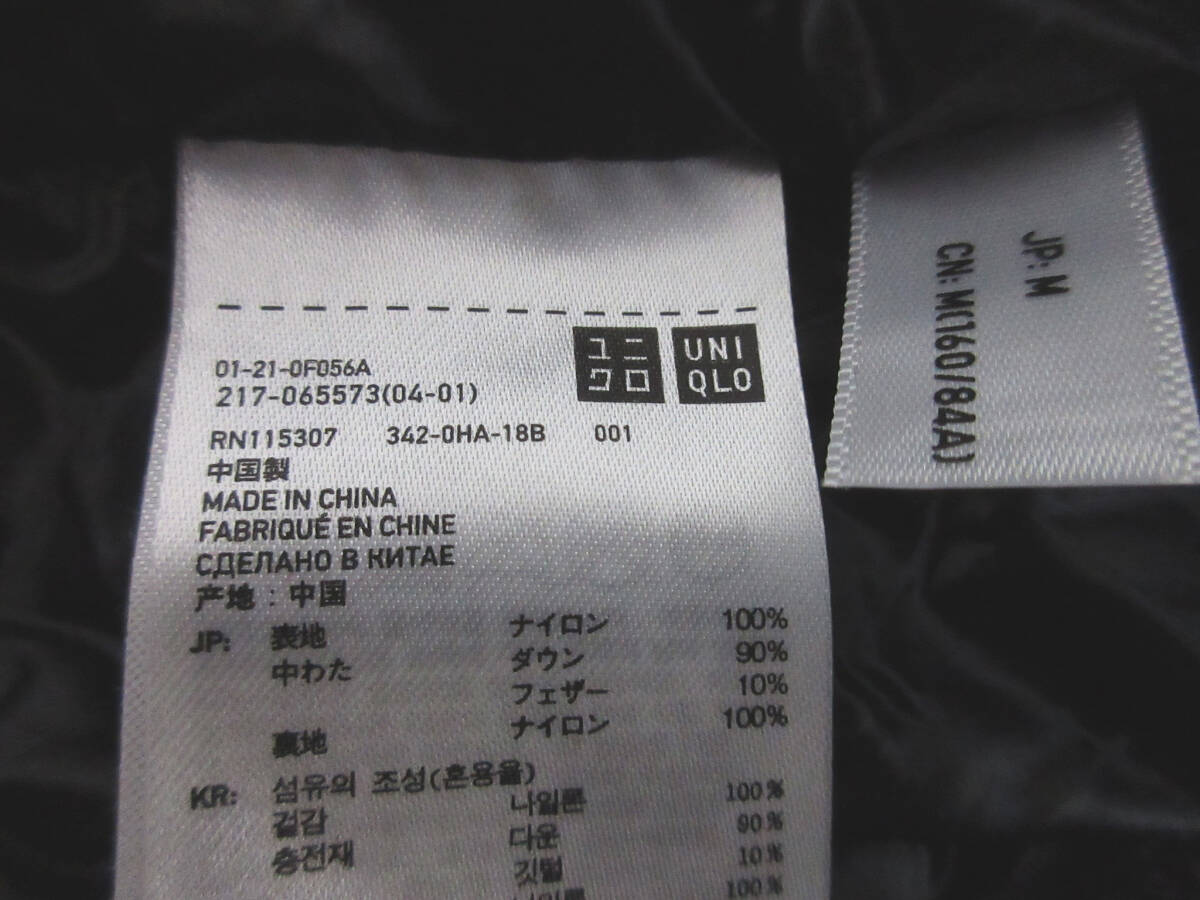 01-21-0F056A
217-065573(04-01)
ユニ
クロ
UNI
QLO
RN115307 342-0HA-18B 001
中国製
MADE IN CHINA
FABRIQUÉ EN CHINE
СДЕЛАНО В КИТАЕ
产地 : 中国
JP: 表地 ナイロン 100%
中わた ダウン 90%
フェザー 10%
裏地 ナイロン 100%
KR: 섬유의 조성(혼용율)
겉감 나일론 100%
충전재 다운 90%
깃털 10%
나일론 100%
JP: M
CN: M(160/84A)